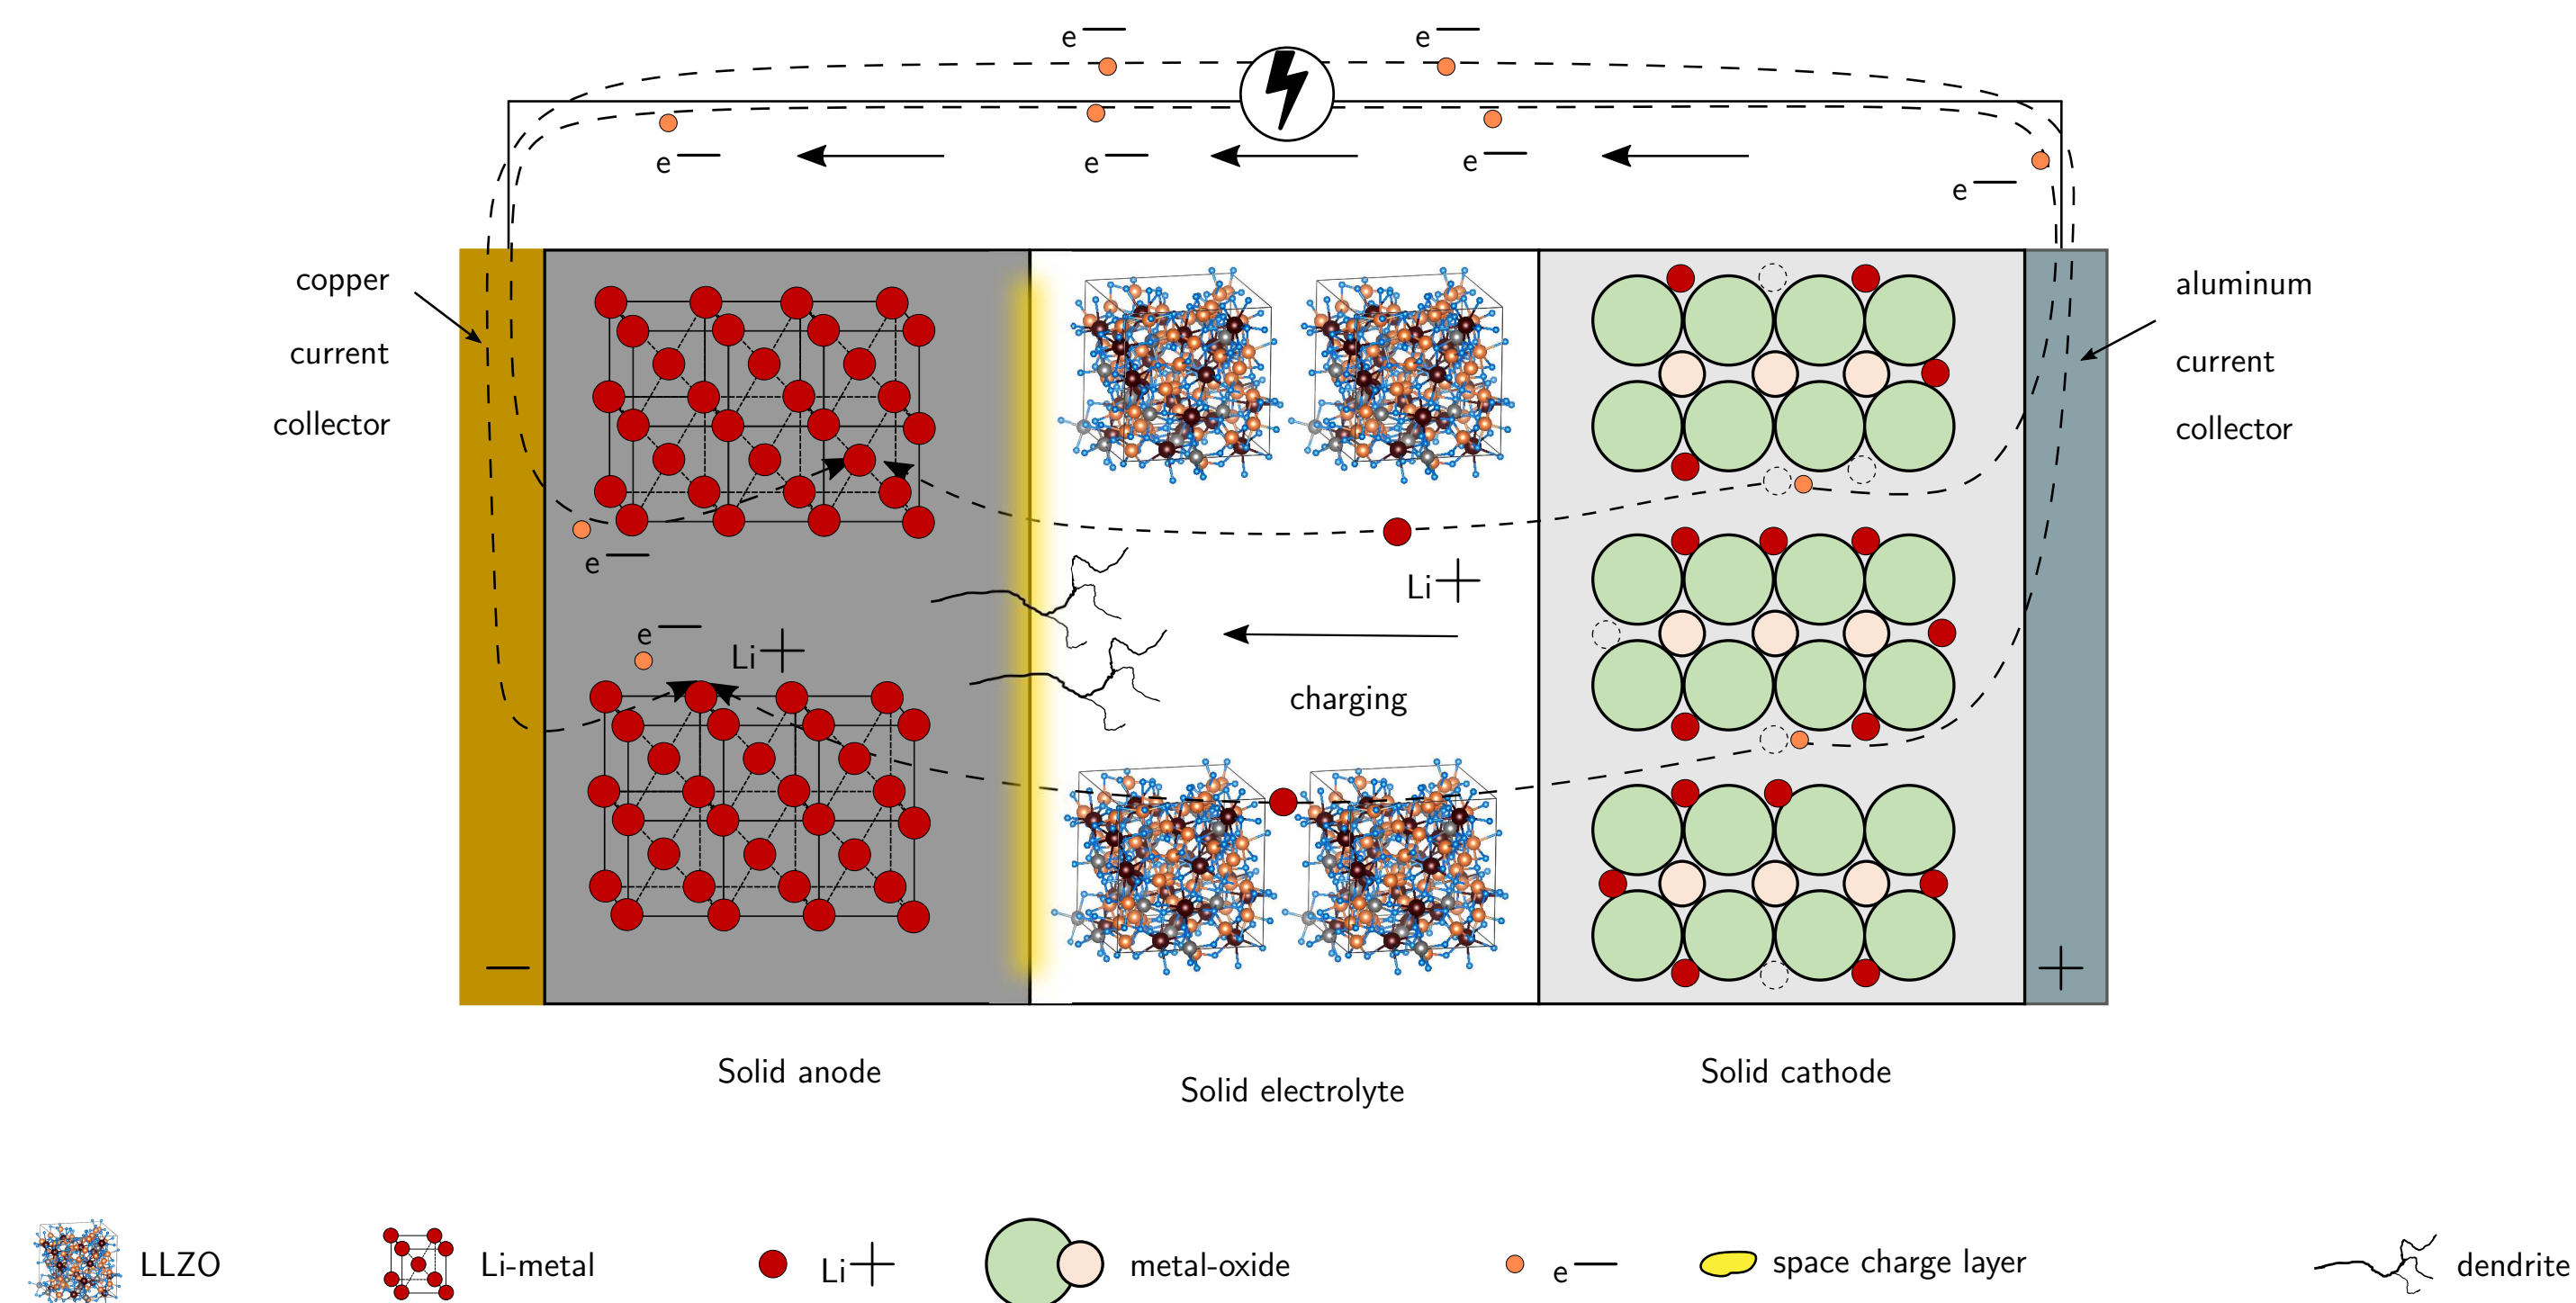 e—
e—
e—
e—
e—
e—
copper
current
collector
aluminum
current
collector
e—
Li+
e—
Li+
charging
—
+
Solid anode
Solid electrolyte
Solid cathode
LLZO
Li-metal
Li+
metal-oxide
e—
space charge layer
dendrite